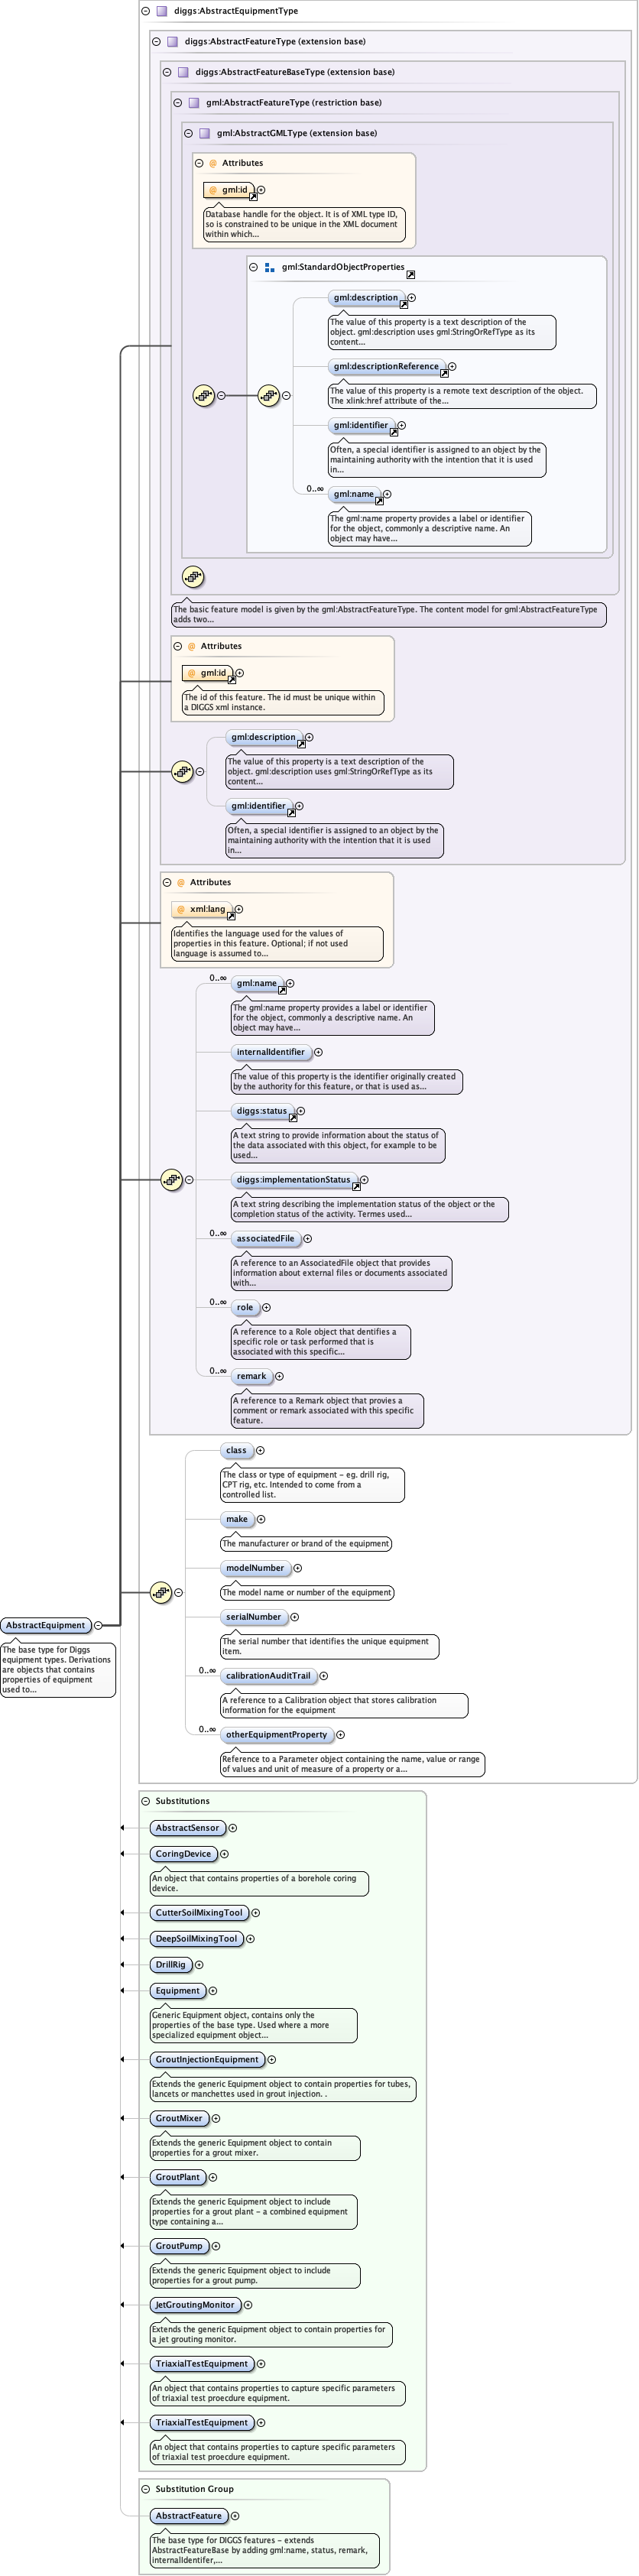 diggs:AbstractEquipmentType
diggs:AbstractFeatureType (extension base)
diggs:AbstractFeatureBaseType (extension base)
gml:AbstractFeatureType (restriction base)
gml:AbstractGMLType (extension base)
@ Attributes
@ gml:id
Database handle for the object. It is of XML type ID,
so is constrained to be unique in the XML document
within which...
gml:StandardObjectProperties
gml:description
The value of this property is a text description of the
object. gml:description uses gml:StringOrRefType as its
content...
gml:descriptionReference
The value of this property is a remote text description of the object.
The xlink:href attribute of the...
gml:identifier
Often, a special identifier is assigned to an object by the
maintaining authority with the intention that it is used
in...
0..∞
gml:name
The gml:name property provides a label or identifier
for the object, commonly a descriptive name. An
object may have...
The basic feature model is given by the gml:AbstractFeatureType. The content model for gml:AbstractFeatureType
adds two...
@ Attributes
@ gml:id
The id of this feature. The id must be unique within
a DIGGS xml instance.
gml:description
The value of this property is a text description of the
object. gml:description uses gml:StringOrRefType as its
content...
gml:identifier
Often, a special identifier is assigned to an object by the
maintaining authority with the intention that it is used
in...
@ Attributes
@ xml:lang
Identifies the language used for the values of
properties in this feature. Optional; if not used
language is assumed to...
0..∞
gml:name
The gml:name property provides a label or identifier
for the object, commonly a descriptive name. An
object may have...
internalIdentifier
The value of this property is the identifier originally created
by the authority for this feature, or that is used as...
diggs:status
A text string to provide information about the status of
the data associated with this object, for example to be
used...
diggs:implementationStatus
A text string describing the implementation status of the object or the
completion status of the activity. Termes used...
0..∞
associatedFile
A reference to an AssociatedFile object that provides
information about external files or documents associated
with...
0..∞
role
A reference to a Role object that dentifies a
specific role or task performed that is
associated with this specific...
0..∞
remark
A reference to a Remark object that provies a
comment or remark associated with this specific
feature.
class
The class or type of equipment - eg. drill rig,
CPT rig, etc. Intended to come from a
controlled list.
make
The manufacturer or brand of the equipment
modelNumber
The model name or number of the equipment
serialNumber
The serial number that identifies the unique equipment
item.
0..∞
calibrationAuditTrail
A reference to a Calibration object that stores calibration
information for the equipment
0..∞
otherEquipmentProperty
Reference to a Parameter object containing the name, value or range
of values and unit of measure of a property or a...
AbstractEquipment
The base type for Diggs
equipment types. Derivations
are objects that contains
properties of equipment
used to...
Substitutions
AbstractSensor
CoringDevice
An object that contains properties of a borehole coring
device.
CutterSoilMixingTool
DeepSoilMixingTool
DrillRig
Equipment
Generic Equipment object, contains only the
properties of the base type. Used where a more
specialized equipment object...
GroutInjectionEquipment
Extends the generic Equipment object to contain properties for tubes,
lancets or manchettes used in grout injection. .
GroutMixer
Extends the generic Equipment object to contain
properties for a grout mixer.
GroutPlant
Extends the generic Equipment object to include
properties for a grout plant - a combined equipment
type containing a...
GroutPump
Extends the generic Equipment object to include
properties for a grout pump.
JetGroutingMonitor
Extends the generic Equipment object to contain properties for
a jet grouting monitor.
TriaxialTestEquipment
An object that contains properties to capture specific parameters
of triaxial test proecdure equipment.
TriaxialTestEquipment
An object that contains properties to capture specific parameters
of triaxial test proecdure equipment.
Substitution Group
AbstractFeature
The base type for DIGGS features - extends
AbstractFeatureBase by adding gml:name, status, remark,
internalIdentifer,...